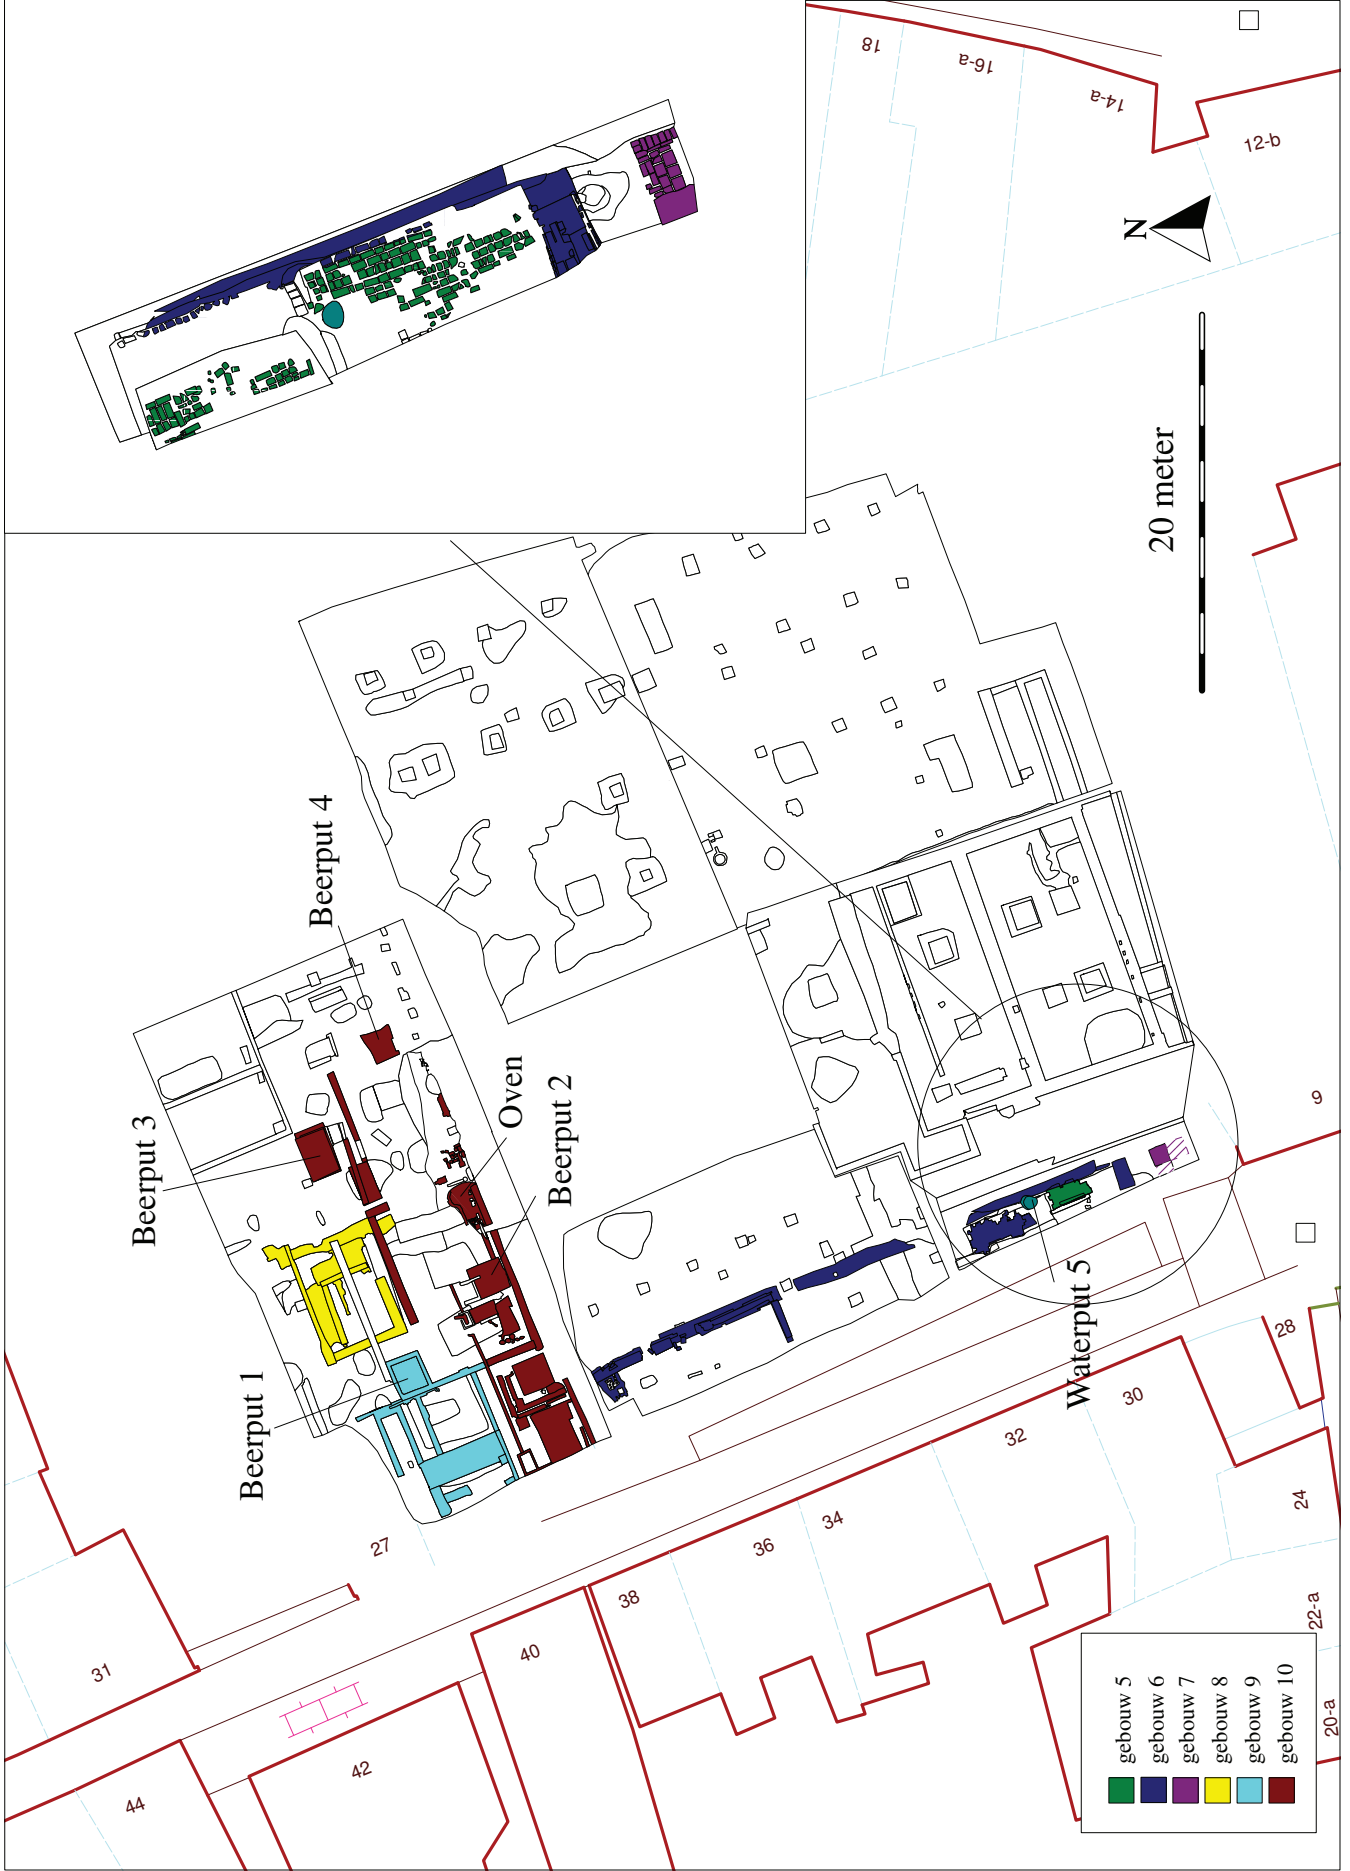 18
16-a
14-a
12-b
N
20 meter
Beerput 4
Beerput 3
Oven
Beerput 2
Beerput 1
Waterput 5
9
28
30
32
34
36
38
40
27
31
42
44
24
22-a
20-a
gebouw 5
gebouw 6
gebouw 7
gebouw 8
gebouw 9
gebouw 10